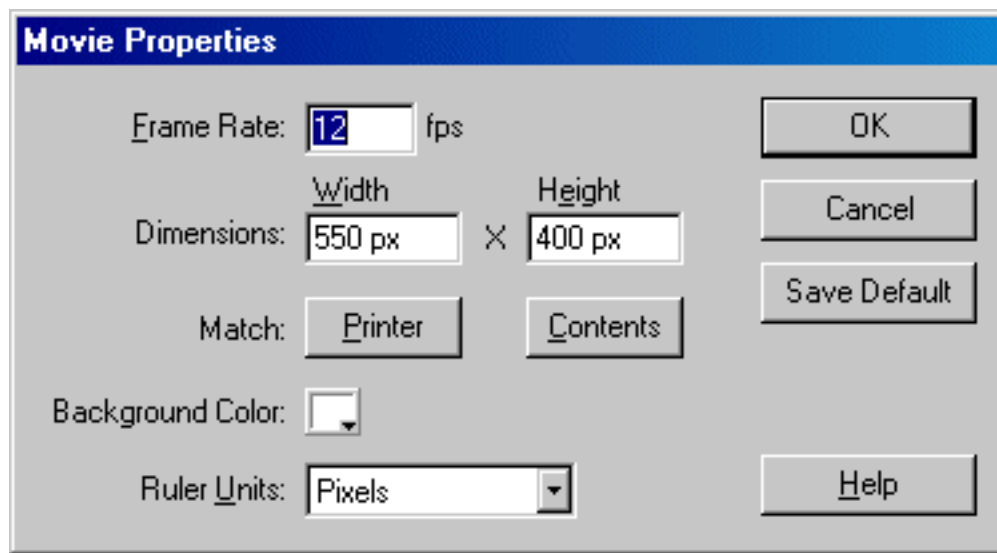 Movie Properties
Frame Rate: 12 fps
OK
Width Height
Dimensions: 550 px X 400 px
Cancel
Save Default
Match: Printer Contents
Background Color:
Ruler Units: Pixels
Help